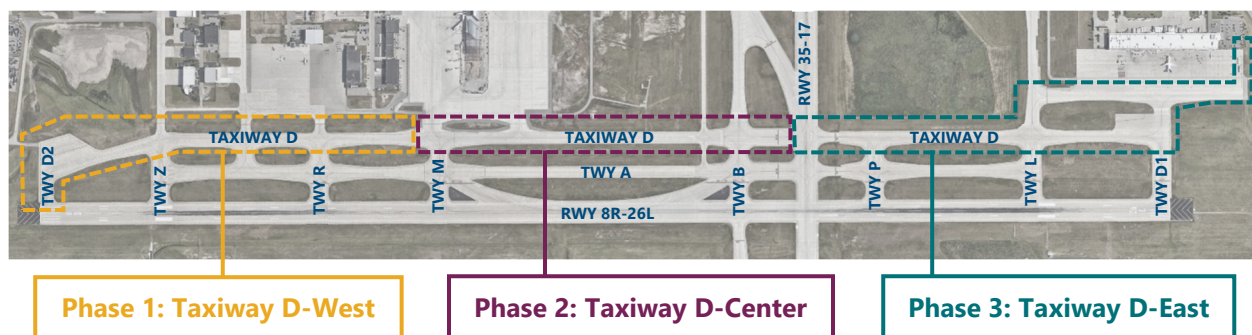 RWY 35-17
TAXIWAY D
TAXIWAY D
TAXIWAY D
TWY D2
TWY Z
TWY R
TWY M
TWY A
TWY B
TWY P
TWY L
TWY D1
RWY 8R-26L
Phase 1: Taxiway D-West
Phase 2: Taxiway D-Center
Phase 3: Taxiway D-East